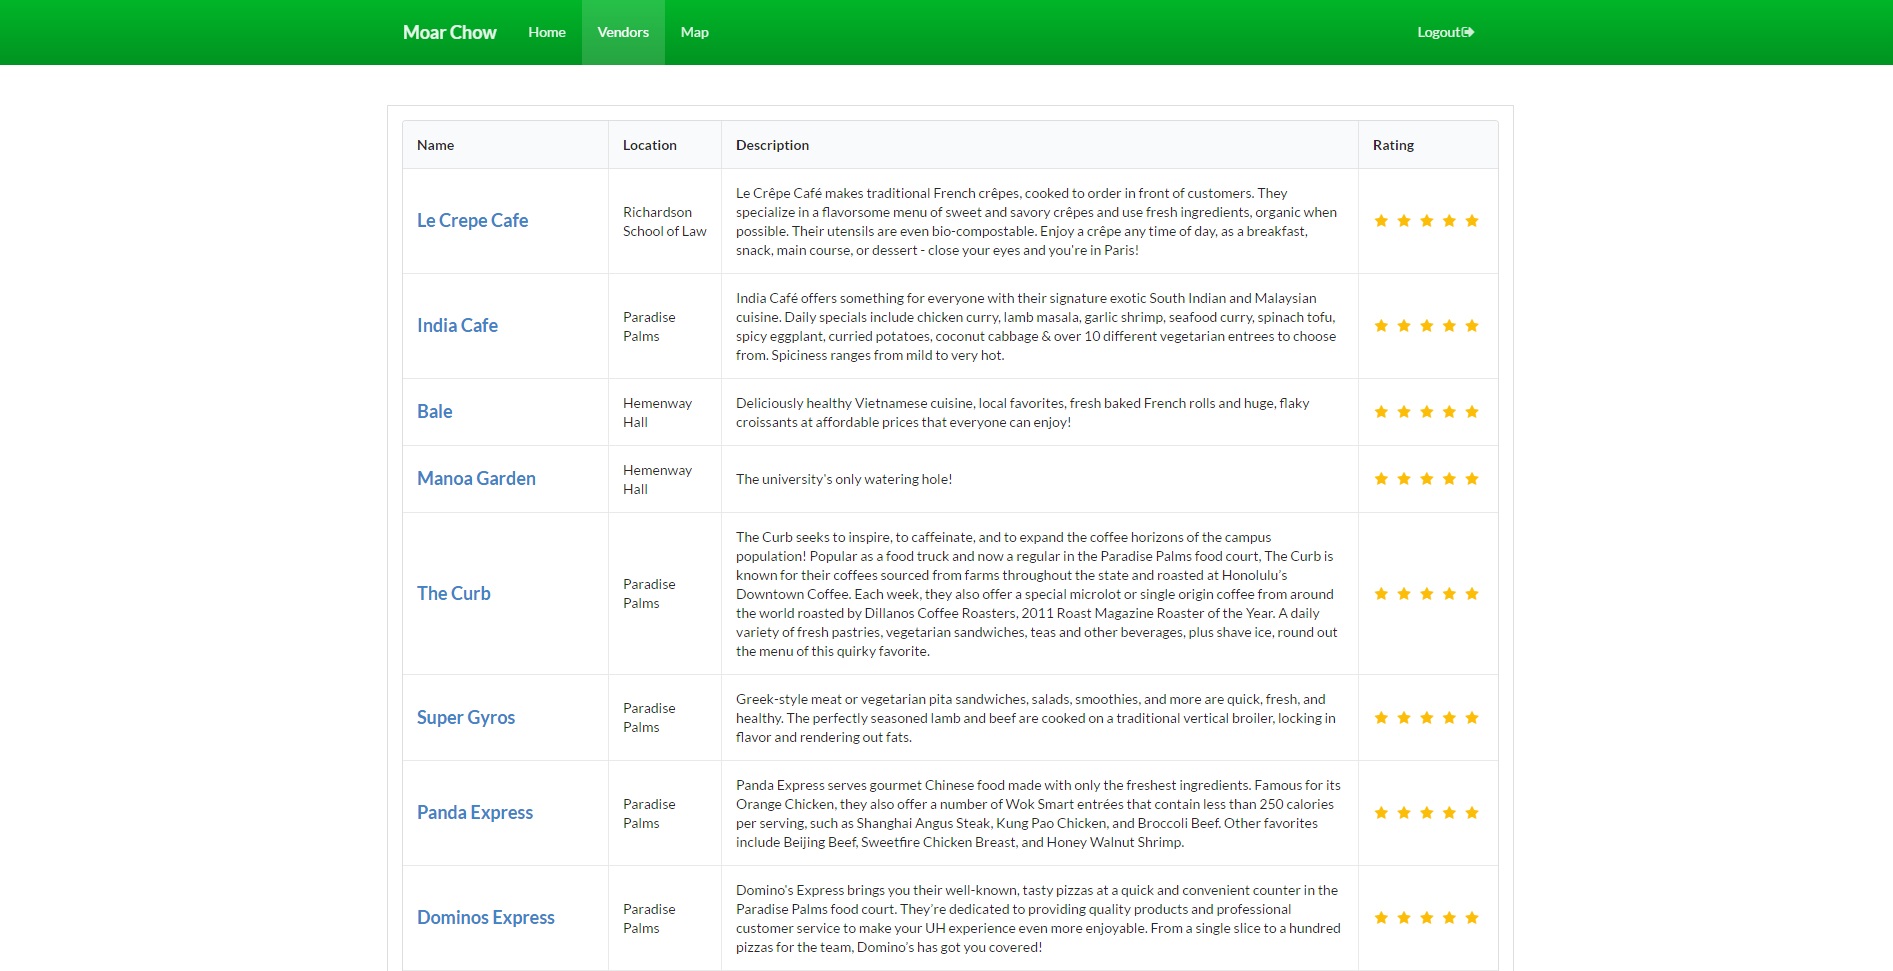 Moar Chow Home Vendors Map Logout
Name Location Description Rating
Le Crepe Cafe
Richardson
School of Law
Le Crêpe Café makes traditional French crêpes, cooked to order in front of customers. They
specialize in a flavorsome menu of sweet and savory crêpes and use fresh ingredients, organic when
possible. Their utensils are even bio-compostable. Enjoy a crêpe any time of day, as a breakfast,
snack, main course, or dessert - close your eyes and you're in Paris!
India Cafe
Paradise
Palms
India Café offers something for everyone with their signature exotic South Indian and Malaysian
cuisine. Daily specials include chicken curry, lamb masala, garlic shrimp, seafood curry, spinach tofu,
spicy eggplant, curried potatoes, coconut cabbage & over 10 different vegetarian entrees to choose
from. Spiciness ranges from mild to very hot.
Bale
Hemenway
Hall
Deliciously healthy Vietnamese cuisine, local favorites, fresh baked French rolls and huge, flaky
croissants at affordable prices that everyone can enjoy!
Manoa Garden
Hemenway
Hall
The university's only watering hole!
The Curb
Paradise
Palms
The Curb seeks to inspire, to caffeinate, and to expand the coffee horizons of the campus
population! Popular as a food truck and now a regular in the Paradise Palms food court, The Curb is
known for their coffees sourced from farms throughout the state and roasted at Honolulu's
Downtown Coffee. Each week, they also offer a special microlot or single origin coffee from around
the world roasted by Dillanos Coffee Roasters, 2011 Roast Magazine Roaster of the Year. A daily
variety of fresh pastries, vegetarian sandwiches, teas and other beverages, plus shave ice, round out
the menu of this quirky favorite.
Super Gyros
Paradise
Palms
Greek-style meat or vegetarian pita sandwiches, salads, smoothies, and more are quick, fresh, and
healthy. The perfectly seasoned lamb and beef are cooked on a traditional vertical broiler, locking in
flavor and rendering out fats.
Panda Express
Paradise
Palms
Panda Express serves gourmet Chinese food made with only the freshest ingredients. Famous for its
Orange Chicken, they also offer a number of Wok Smart entrées that contain less than 250 calories
per serving, such as Shanghai Angus Steak, Kung Pao Chicken, and Broccoli Beef. Other favorites
include Beijing Beef, Sweetfire Chicken Breast, and Honey Walnut Shrimp.
Dominos Express
Paradise
Palms
Domino's Express brings you their well-known, tasty pizzas at a quick and convenient counter in the
Paradise Palms food court. They're dedicated to providing quality products and professional
customer service to make your UH experience even more enjoyable. From a single slice to a hundred
pizzas for the team, Domino's has got you covered!